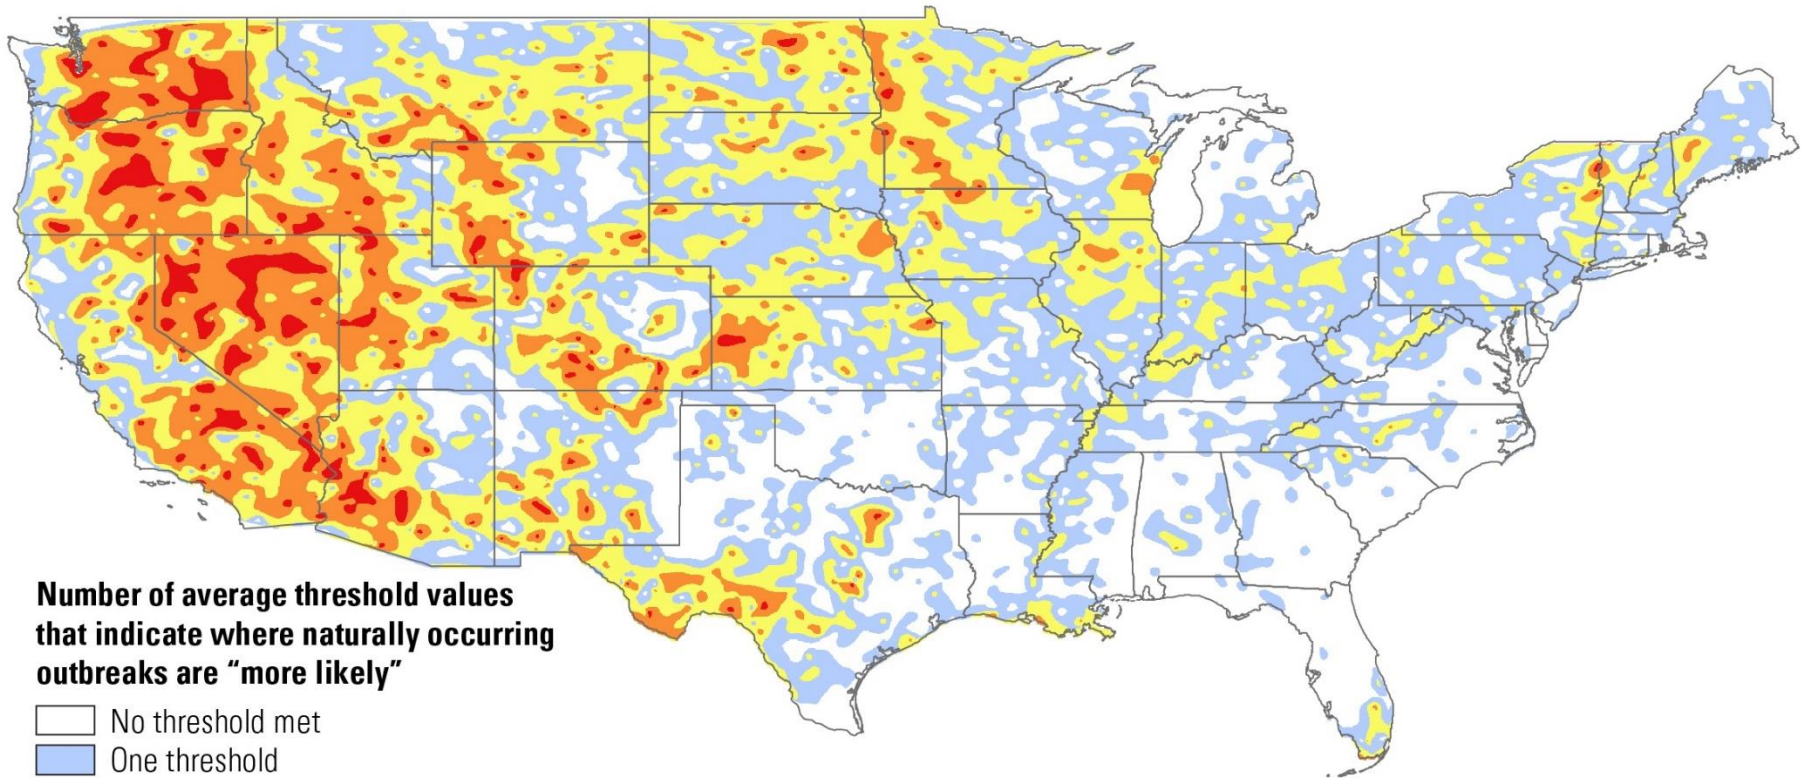 Number of average threshold values
that indicate where naturally occurring
outbreaks are “more likely”
No threshold met
One threshold